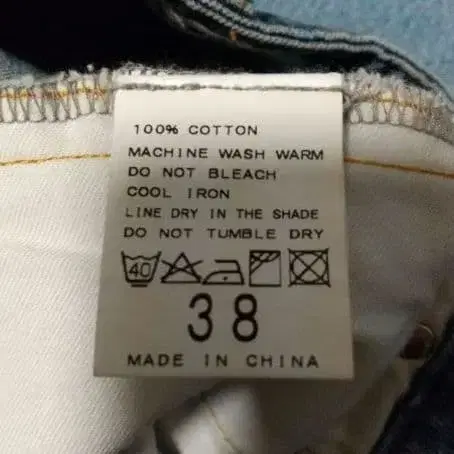 100% COTTON
MACHINE WASH WARM
DO NOT BLEACH
COOL IRON
LINE DRY IN THE SHADE
DO NOT TUMBLE DRY
40
38
MADE IN CHINA